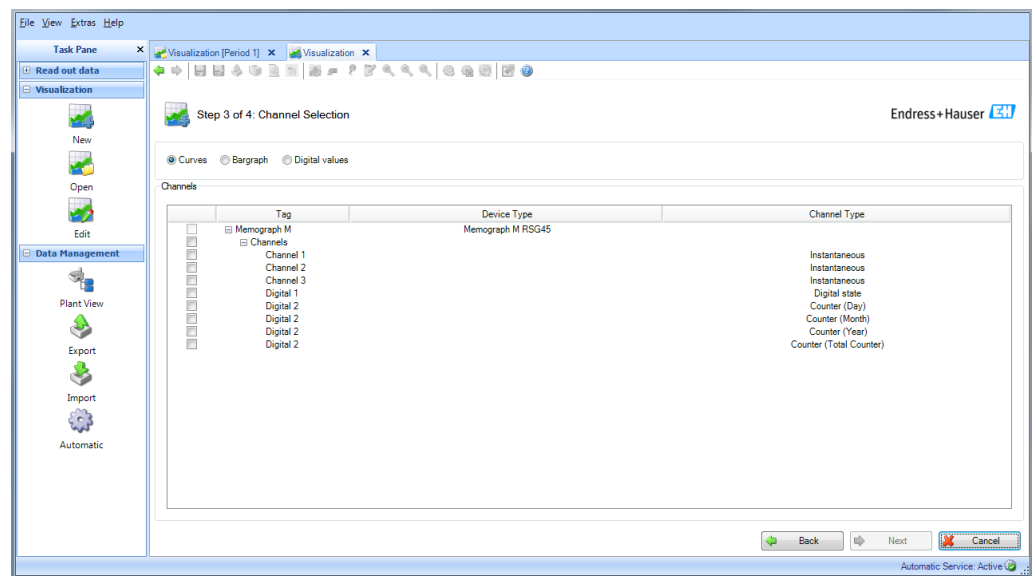 File View Extras Help
Task Pane
Visualization [Period 1] Visualization
Read out data
Visualization
New
Open
Edit
Data Management
Plant View
Export
Import
Automatic
Step 3 of 4: Channel Selection
Endress+Hauser EH
Curves Bargraph Digital values
Channels
Tag Device Type Channel Type
Memograph M Memograph M RSG45
Channels
Channel 1 Instantaneous
Channel 2 Instantaneous
Channel 3 Instantaneous
Digital 1 Digital state
Digital 2 Counter (Day)
Digital 2 Counter (Month)
Digital 2 Counter (Year)
Digital 2 Counter (Total Counter)
Back Next Cancel
Automatic Service: Active